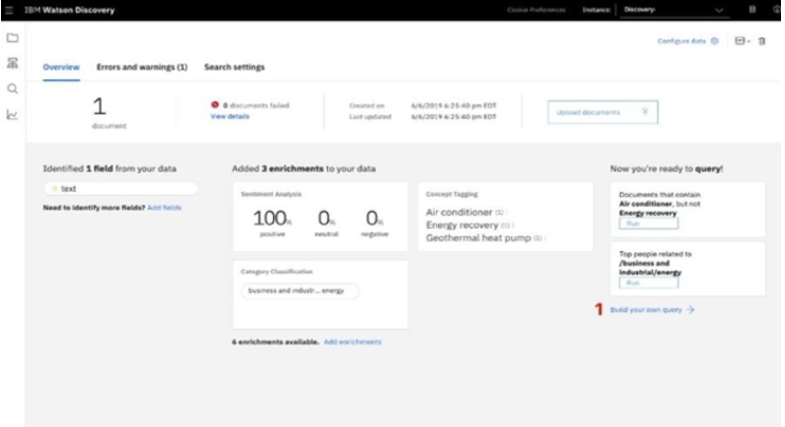 IBM Watson Discovery
Cookie Preferences
Instance:
Discovery
Configure data
Overview
Errors and warnings (1)
Search settings
1
document
0 documents failed
View details
Created on 6/6/2019 6:25:40 pm EDT
Last updated 6/6/2019 6:25:40 pm EDT
Upload documents
Identified 1 field from your data
text
Need to identify more fields? Add fields
Added 3 enrichments to your data
Sentiment Analysis
100% 0% 0%
positive neutral negative
Concept Tagging
Air conditioner (1)
Energy recovery (1)
Geothermal heat pump (1)
Category Classification
business and industr... energy
6 enrichments available. Add enrichments
Now you're ready to query!
Documents that contain
Air conditioner, but not
Energy recovery
Run
Top people related to
/business and
industrial/energy
Run
1 Build your own query →